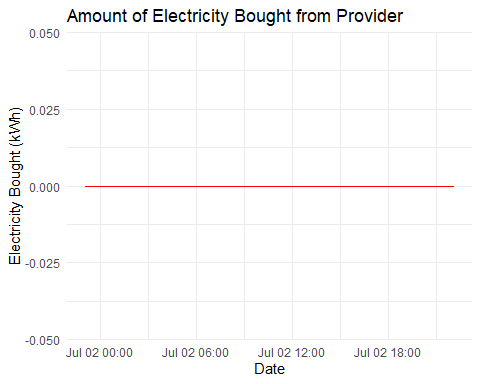 Amount of Electricity Bought from Provider
0.050
0.025
0.000
-0.025
-0.050
Electricity Bought (kWh)
Jul 02 00:00 Jul 02 06:00 Jul 02 12:00 Jul 02 18:00
Date